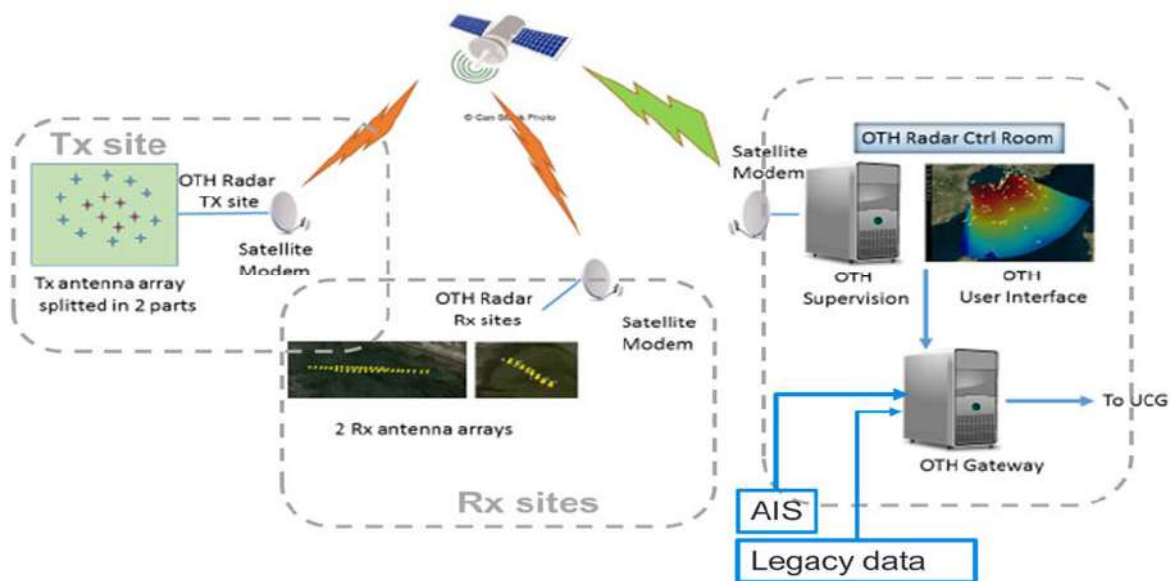 © Can Stock Photo
Tx site
OTH Radar
TX site
Satellite
Modem
Tx antenna array
splitted in 2 parts
OTH Radar
Rx sites
Satellite
Modem
2 Rx antenna arrays
Rx sites
Satellite
Modem
OTH Radar Ctrl Room
OTH
Supervision
OTH
User Interface
To UCG
OTH Gateway
AIS
Legacy data